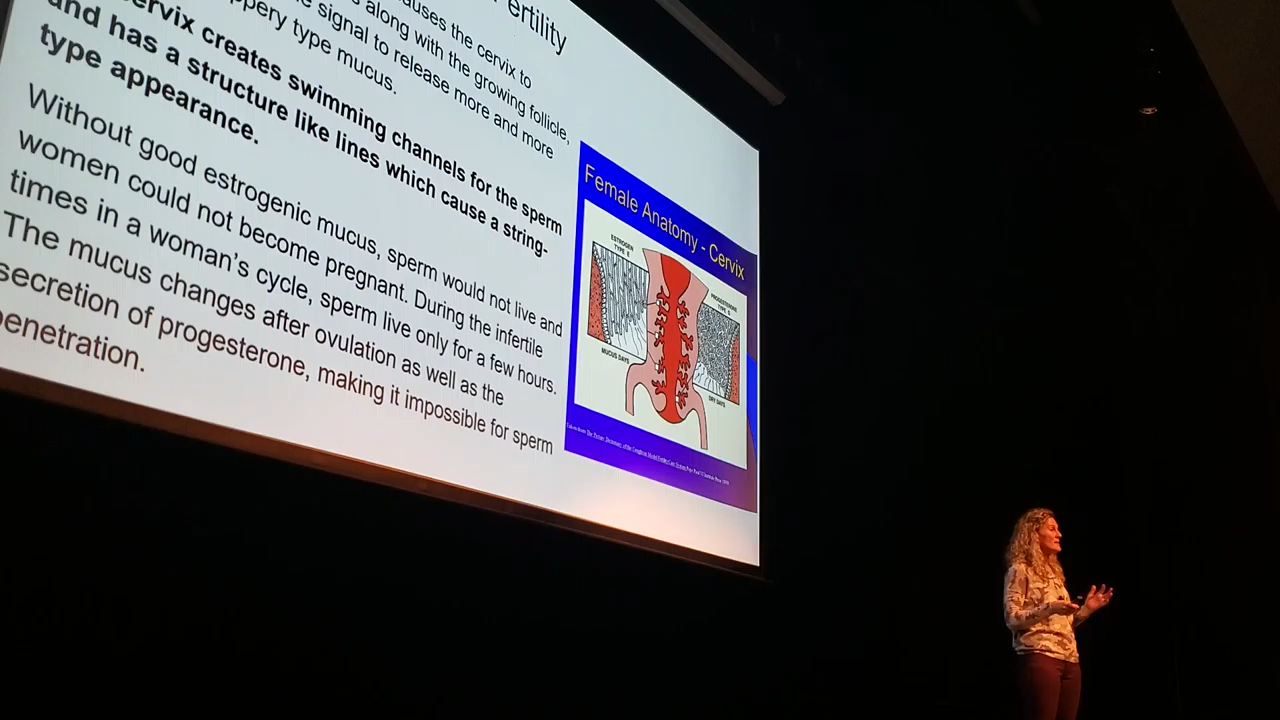 ertility
auses the cervix to
along with the growing follicle,
signal to release more and more
ppery type mucus.
ervix creates swimming channels for the sperm
and has a structure like lines which cause a string-
type appearance.
Without good estrogenic mucus, sperm would not live and
women could not become pregnant. During the infertile
times in a woman's cycle, sperm live only for a few hours.
The mucus changes after ovulation as well as the
secretion of progesterone, making it impossible for sperm
penetration.
Female Anatomy - Cervix
ESTROGEN
TYPE E
PROGESTERONE
TYPE G
MUCUS DAYS
DRY DAYS